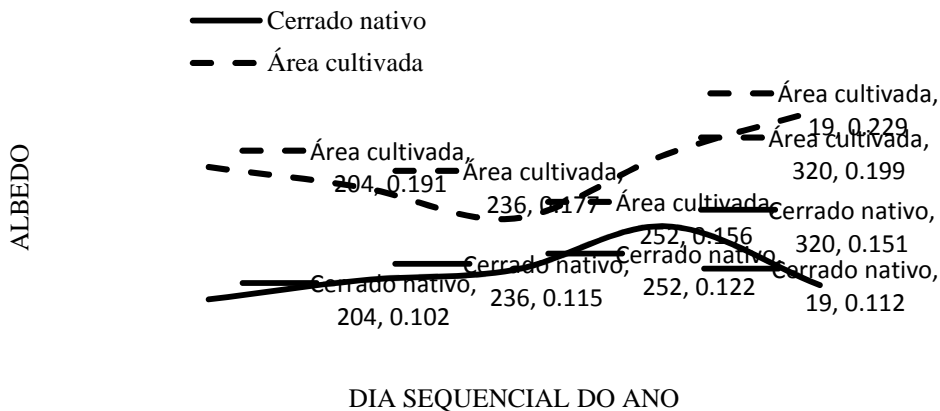 Cerrado nativo
Área cultivada
ALBEDO
Área cultivada,
204, 0.191
Área cultivada,
236, 0.177
Área cultivada,
252, 0.156
Área cultivada,
320, 0.199
Área cultivada,
19, 0.229
Cerrado nativo,
204, 0.102
Cerrado nativo,
236, 0.115
Cerrado nativo,
252, 0.122
Cerrado nativo,
320, 0.151
Cerrado nativo,
19, 0.112
DIA SEQUENCIAL DO ANO